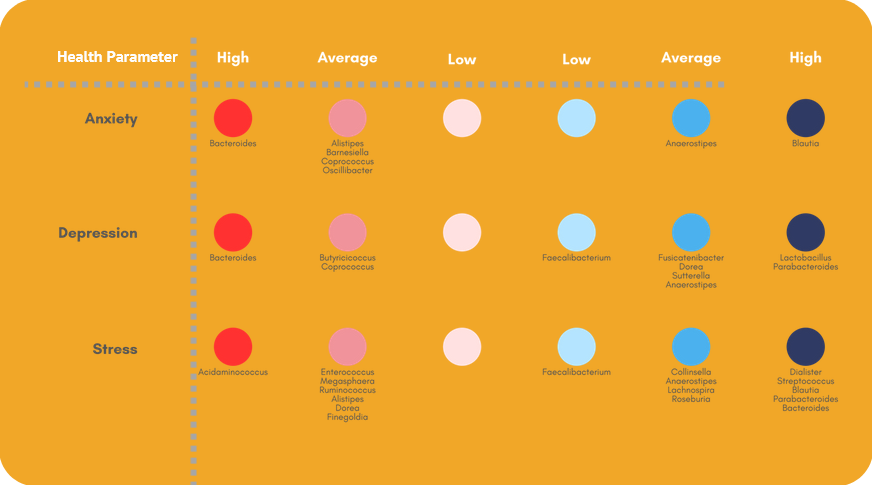 Health Parameter High Average Low Low Average High
Anxiety
Bacteroides
Alistipes
Barnesiella
Coprococcus
Oscillibacter
Anaerostipes
Blautia
Depression
Bacteroides
Butyricicoccus
Coprococcus
Faecalibacterium
Fusicatenibacter
Dorea
Sutterella
Anaerostipes
Lactobacillus
Parabacteroides
Stress
Acidaminococcus
Enterococcus
Megasphaera
Ruminococcus
Alistipes
Dorea
Finegoldia
Faecalibacterium
Collinsella
Anaerostipes
Lachnospira
Roseburia
Dialister
Streptococcus
Blautia
Parabacteroides
Bacteroides